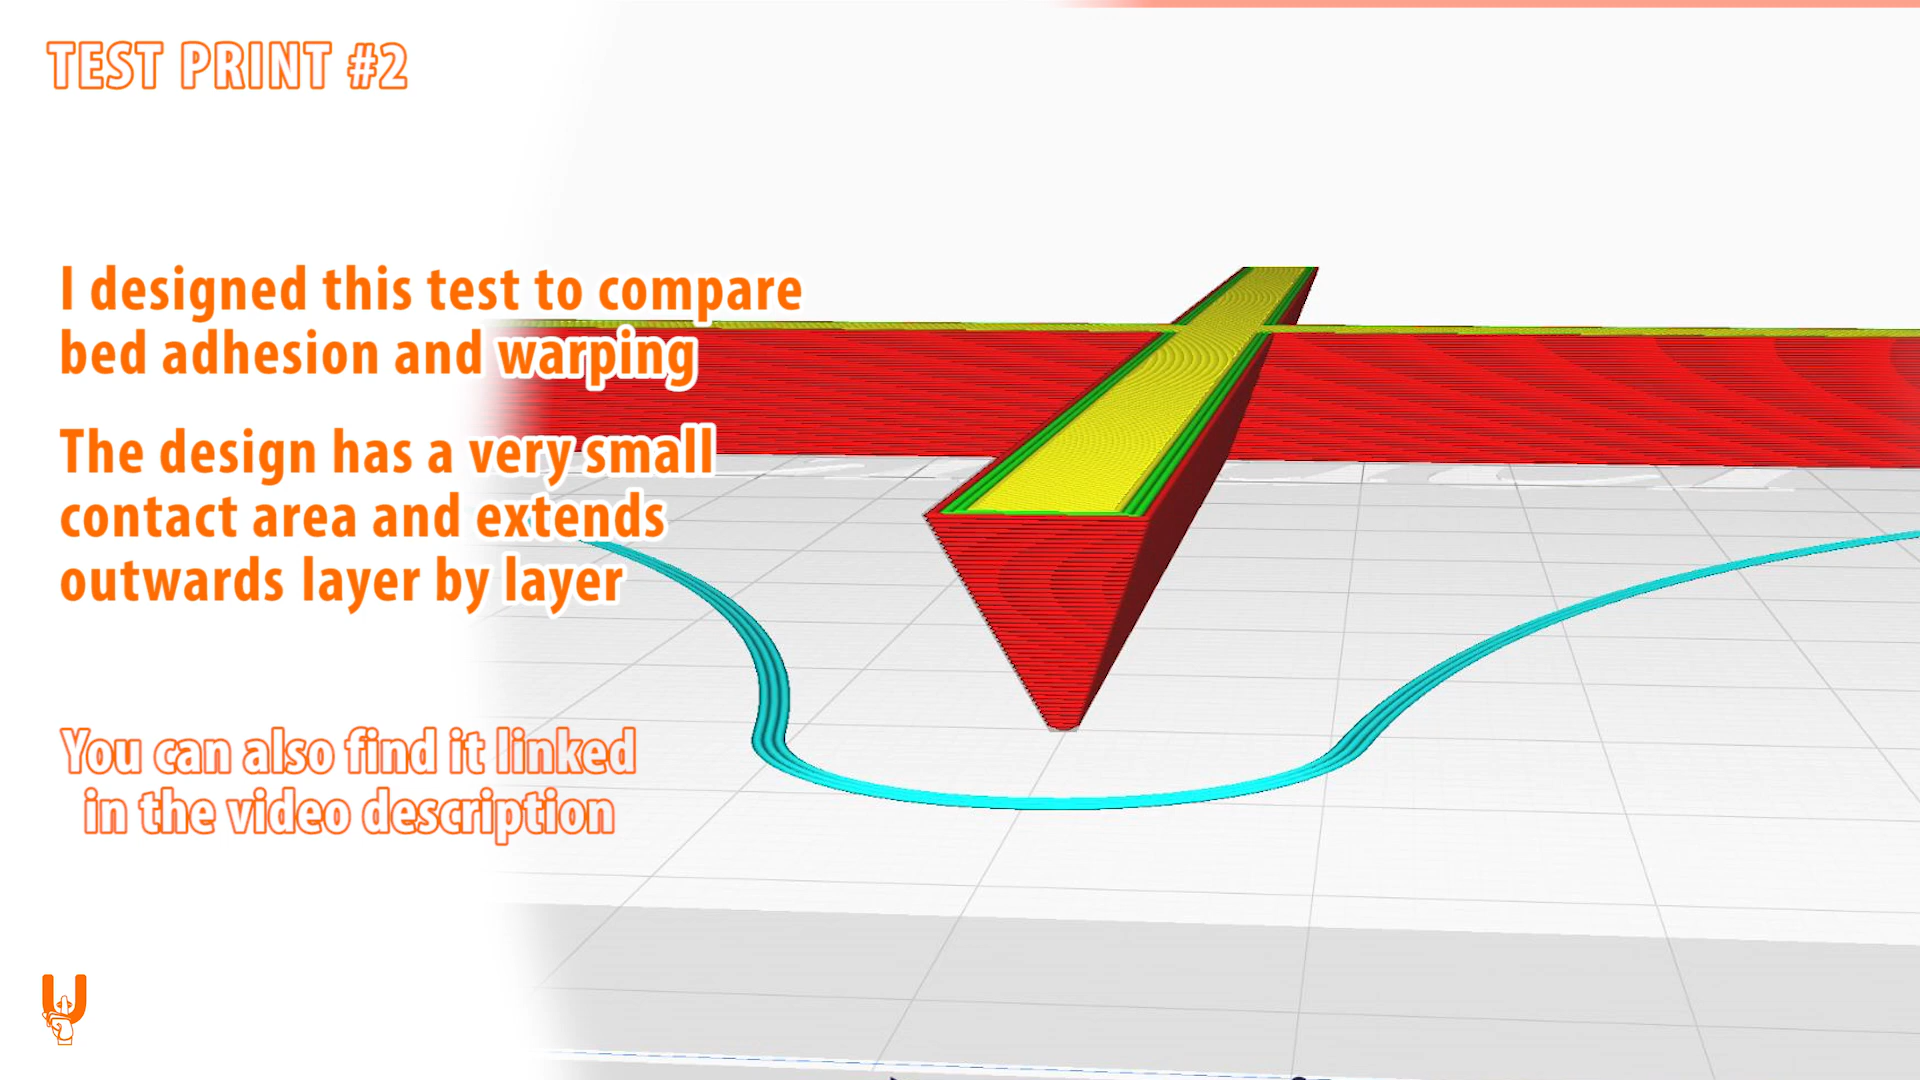 TEST PRINT #2
I designed this test to compare
bed adhesion and warping
The design has a very small
contact area and extends
outwards layer by layer
You can also find it linked
in the video description